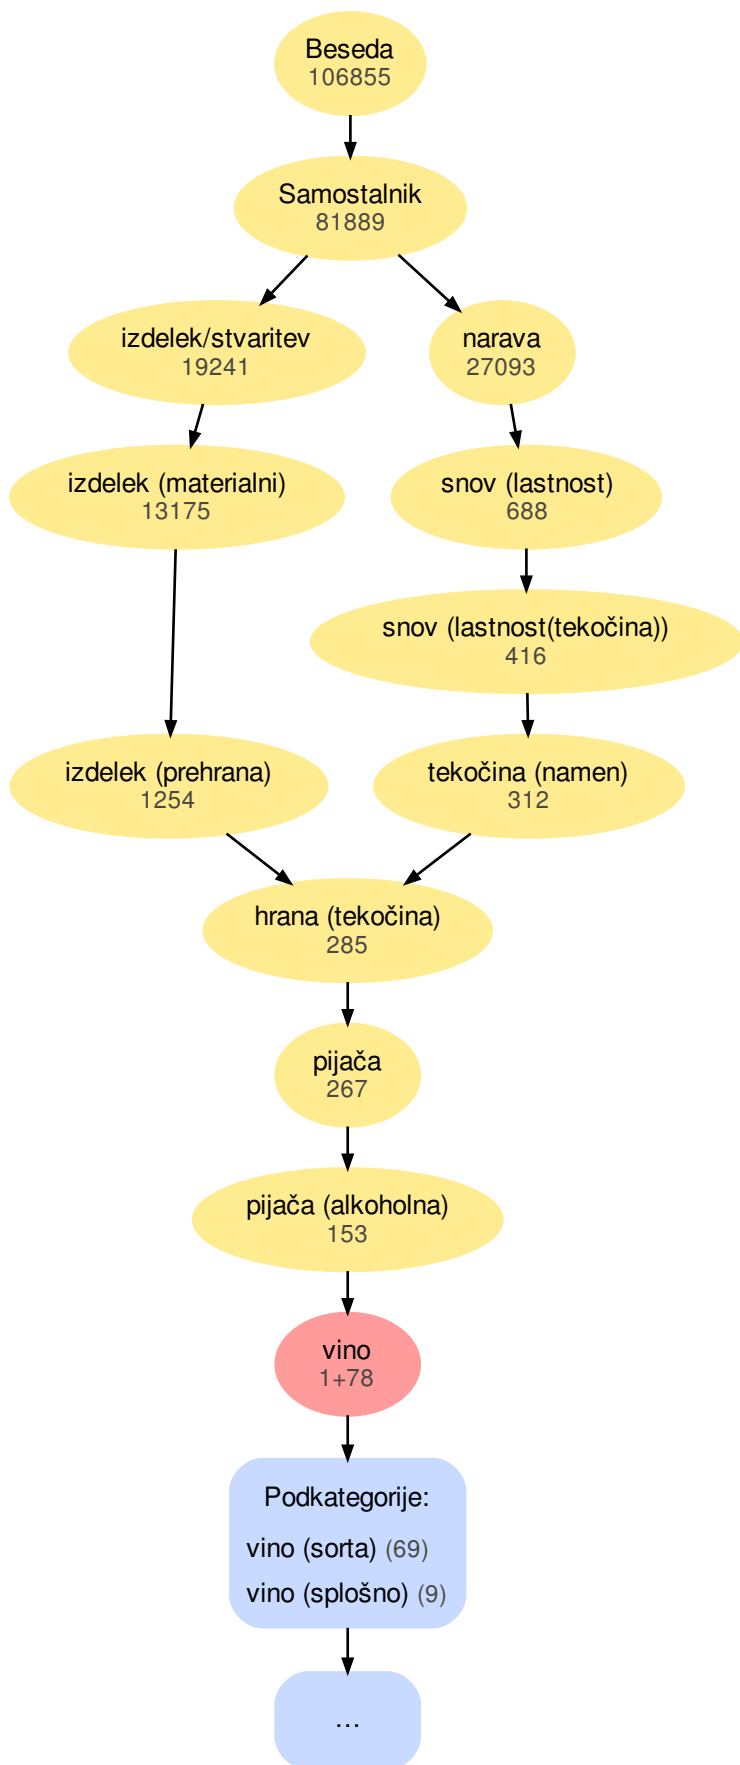 Beseda
106855
Samostalnik
81889
izdelek/stvaritev
19241
narava
27093
izdelek (materialni)
13175
snov (lastnost)
688
snov (lastnost(tekočina))
416
izdelek (prehrana)
1254
tekočina (namen)
312
hrana (tekočina)
285
pijača
267
pijača (alkoholna)
153
vino
1+78
Podkategorije:
vino (sorta) (69)
vino (splošno) (9)
...